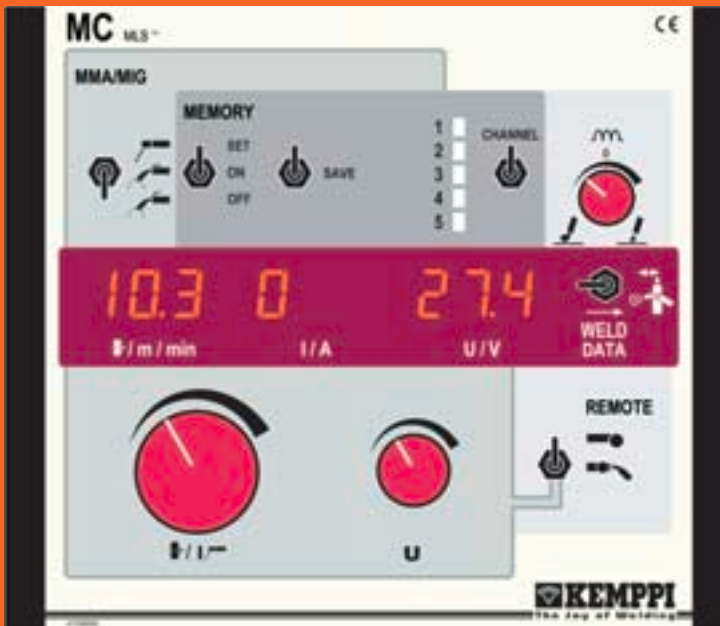 MC MLS™
CE
MMA/MIG
MEMORY
SET
ON
OFF
SAVE
1
2
3
4
5
CHANNEL
0
10.3 0 27.4
/ m / min I / A U / V
WELD
DATA
REMOTE
/ I /
U
KEMPPI
The Joy of Welding